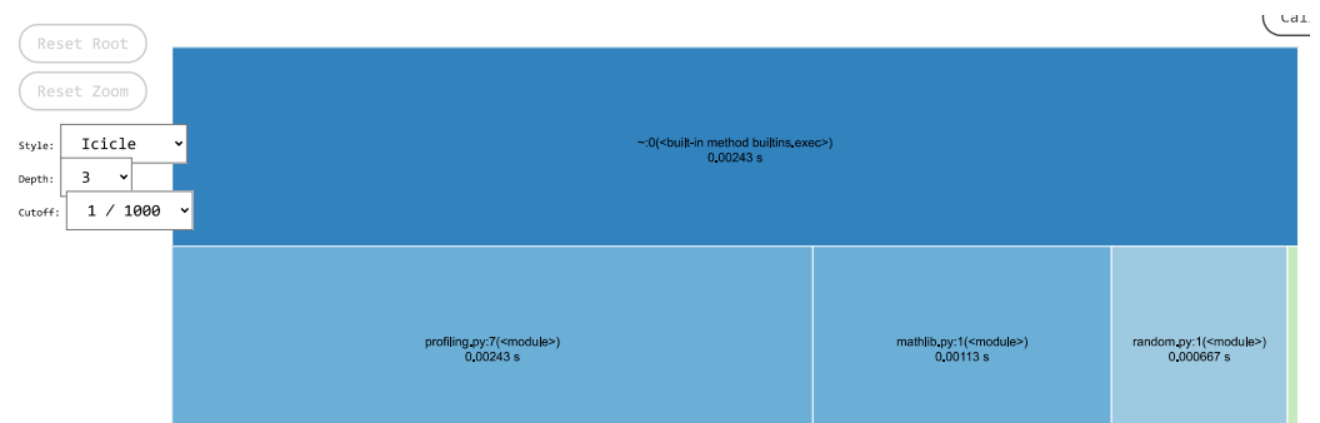 Reset Root
Reset Zoom
Style: Icicle
Depth: 3
Cutoff: 1 / 1000
~:0(<built-in method builtins.exec>)
0.00243 s
profiling.py:7(<module>)
0.00243 s
mathlib.py:1(<module>)
0.00113 s
random.py:1(<module>)
0.000667 s